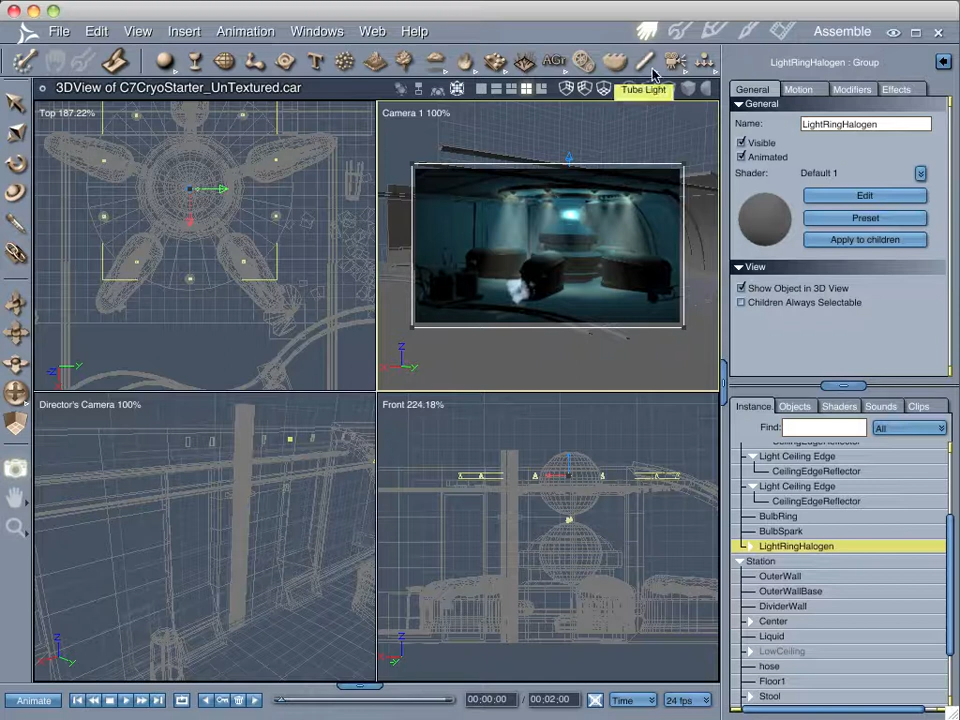 File Edit View Insert Animation Windows Web Help
Assemble
AGr
LightRingHalogen : Group
3DView of C7CryoStarter_UnTextured.car
Tube Light
General Motion Modifiers Effects
General
Top 187.22%
Camera 1 100%
Name: LightRingHalogen
Visible
Animated
Shader: Default 1
Edit
Preset
Apply to children
View
Show Object in 3D View
Children Always Selectable
Z
Y
Z
Y
Director's Camera 100%
Front 224.18%
Instance Objects Shaders Sounds Clips
Find: All
CeilingEdgeReflector
Light Ceiling Edge
CeilingEdgeReflector
Light Ceiling Edge
CeilingEdgeReflector
BulbRing
BulbSpark
LightRingHalogen
Station
OuterWall
OuterWallBase
DividerWall
Center
Liquid
LowCeiling
hose
Floor1
Stool
Z
Y
Z
Y
Animate
00:00:00
00:02:00
Time
24 fps